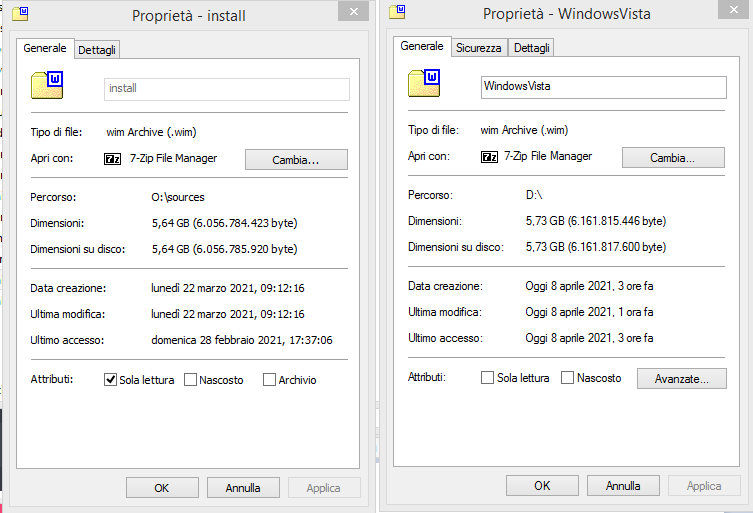 Proprietà - install
Generale
Dettagli
install
Tipo di file: wim Archive (.wim)
Apri con: 7z 7-Zip File Manager Cambia...
Percorso: O:\sources
Dimensioni: 5,64 GB (6.056.784.423 byte)
Dimensioni su disco: 5,64 GB (6.056.785.920 byte)
Data creazione: lunedì 22 marzo 2021, 09:12:16
Ultima modifica: lunedì 22 marzo 2021, 09:12:16
Ultimo accesso: domenica 28 febbraio 2021, 17:37:06
Attributi: Sola lettura Nascosto Archivio
OK Annulla Applica
Proprietà - WindowsVista
Generale Sicurezza Dettagli
WindowsVista
Tipo di file: wim Archive (.wim)
Apri con: 7z 7-Zip File Manager Cambia...
Percorso: D:\
Dimensioni: 5,73 GB (6.161.815.446 byte)
Dimensioni su disco: 5,73 GB (6.161.817.600 byte)
Data creazione: Oggi 8 aprile 2021, 3 ore fa
Ultima modifica: Oggi 8 aprile 2021, 1 ora fa
Ultimo accesso: Oggi 8 aprile 2021, 3 ore fa
Attributi: Sola lettura Nascosto Avanzate...
OK Annulla Applica